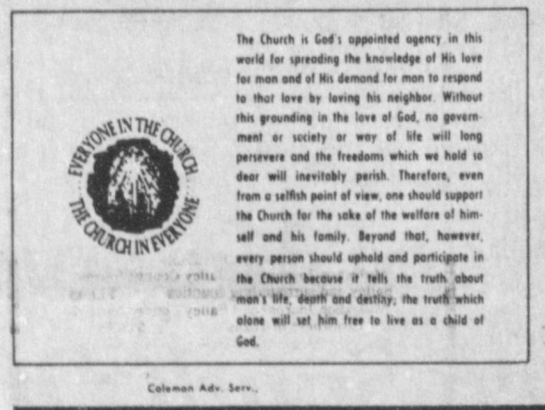 The Church is God's appointed agency in this
world for spreading the knowledge of His love
for man and of His demand for man to respond
to that love by loving his neighbor. Without
this grounding in the love of God, no govern-
ment or society or way of life will long
persevere and the freedoms which we hold so
dear will inevitably perish. Therefore, even
from a selfish point of view, one should support
the Church for the sake of the welfare of him-
self and his family. Beyond that, however,
every person should uphold and participate in
the Church because it tells the truth about
man's life, death and destiny; the truth which
alone will set him free to live as a child of
God.
EVERYONE IN THE CHURCH
THE CHURCH IN EVERYONE
Coleman Adv. Serv.,